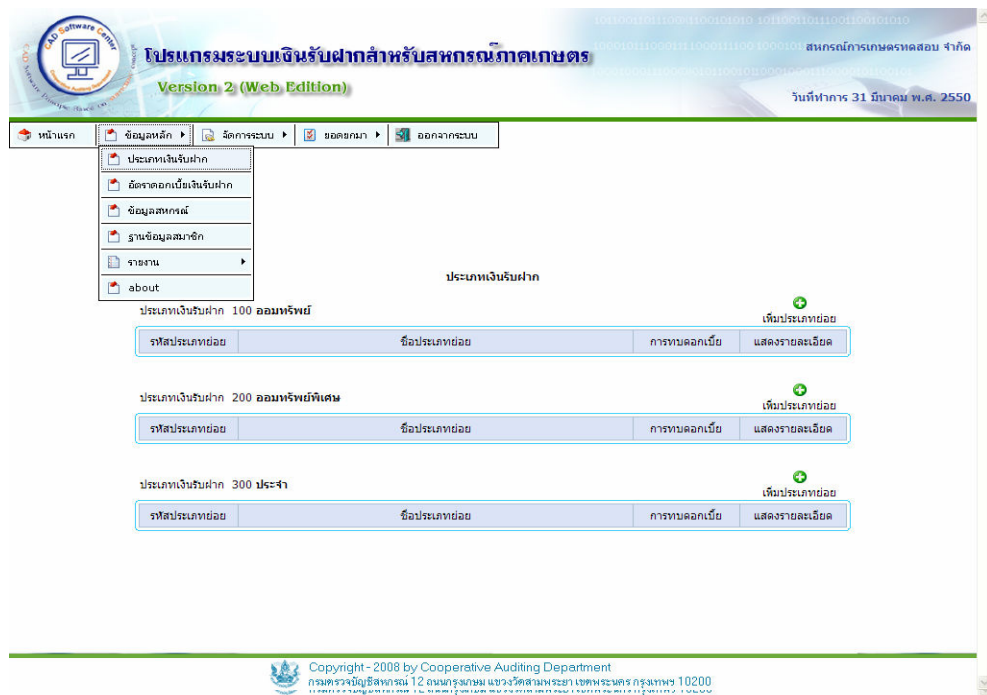 โปรแกรมระบบเงินรับฝากสำหรับสหกรณ์ภาคเกษตร
Version 2 (Web Edition)
สหกรณ์การเกษตรทดสอบ จำกัด
วันที่ทำการ 31 มีนาคม พ.ศ. 2550
หน้าแรก ข้อมูลหลัก จัดการระบบ ยอดยกมา ออกจากระบบ
ประเภทเงินรับฝาก
อัตราดอกเบี้ยเงินรับฝาก
ข้อมูลสหกรณ์
ฐานข้อมูลสมาชิก
รายงาน
about
ประเภทเงินรับฝาก
ประเภทเงินรับฝาก 100 ออมทรัพย์
เพิ่มประเภทย่อย
รหัสประเภทย่อย ชื่อประเภทย่อย การทบดอกเบี้ย แสดงรายละเอียด
ประเภทเงินรับฝาก 200 ออมทรัพย์พิเศษ
เพิ่มประเภทย่อย
รหัสประเภทย่อย ชื่อประเภทย่อย การทบดอกเบี้ย แสดงรายละเอียด
ประเภทเงินรับฝาก 300 ประจำ
เพิ่มประเภทย่อย
รหัสประเภทย่อย ชื่อประเภทย่อย การทบดอกเบี้ย แสดงรายละเอียด
Copyright - 2008 by Cooperative Auditing Department
กรมตรวจบัญชีสหกรณ์ 12 ถนนกรุงเกษม แขวงวัดสามพระยา เขตพระนคร กรุงเทพฯ 10200